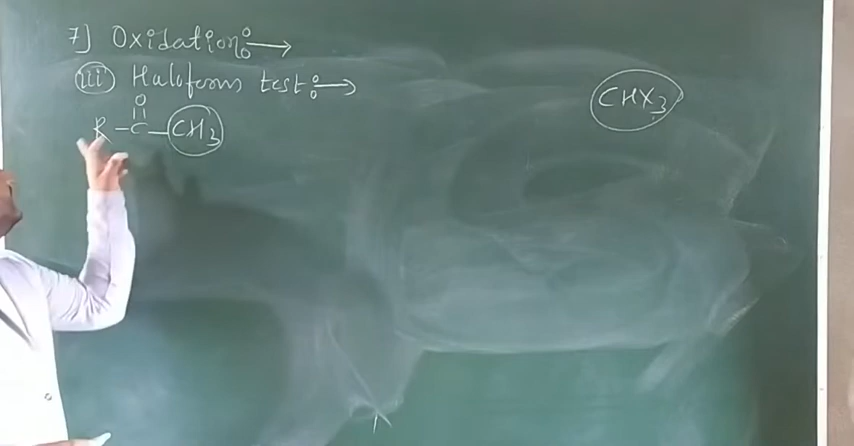 7] Oxidation:→
(iii) Haloform test:→
CHX3
O
||
R-C-CH3